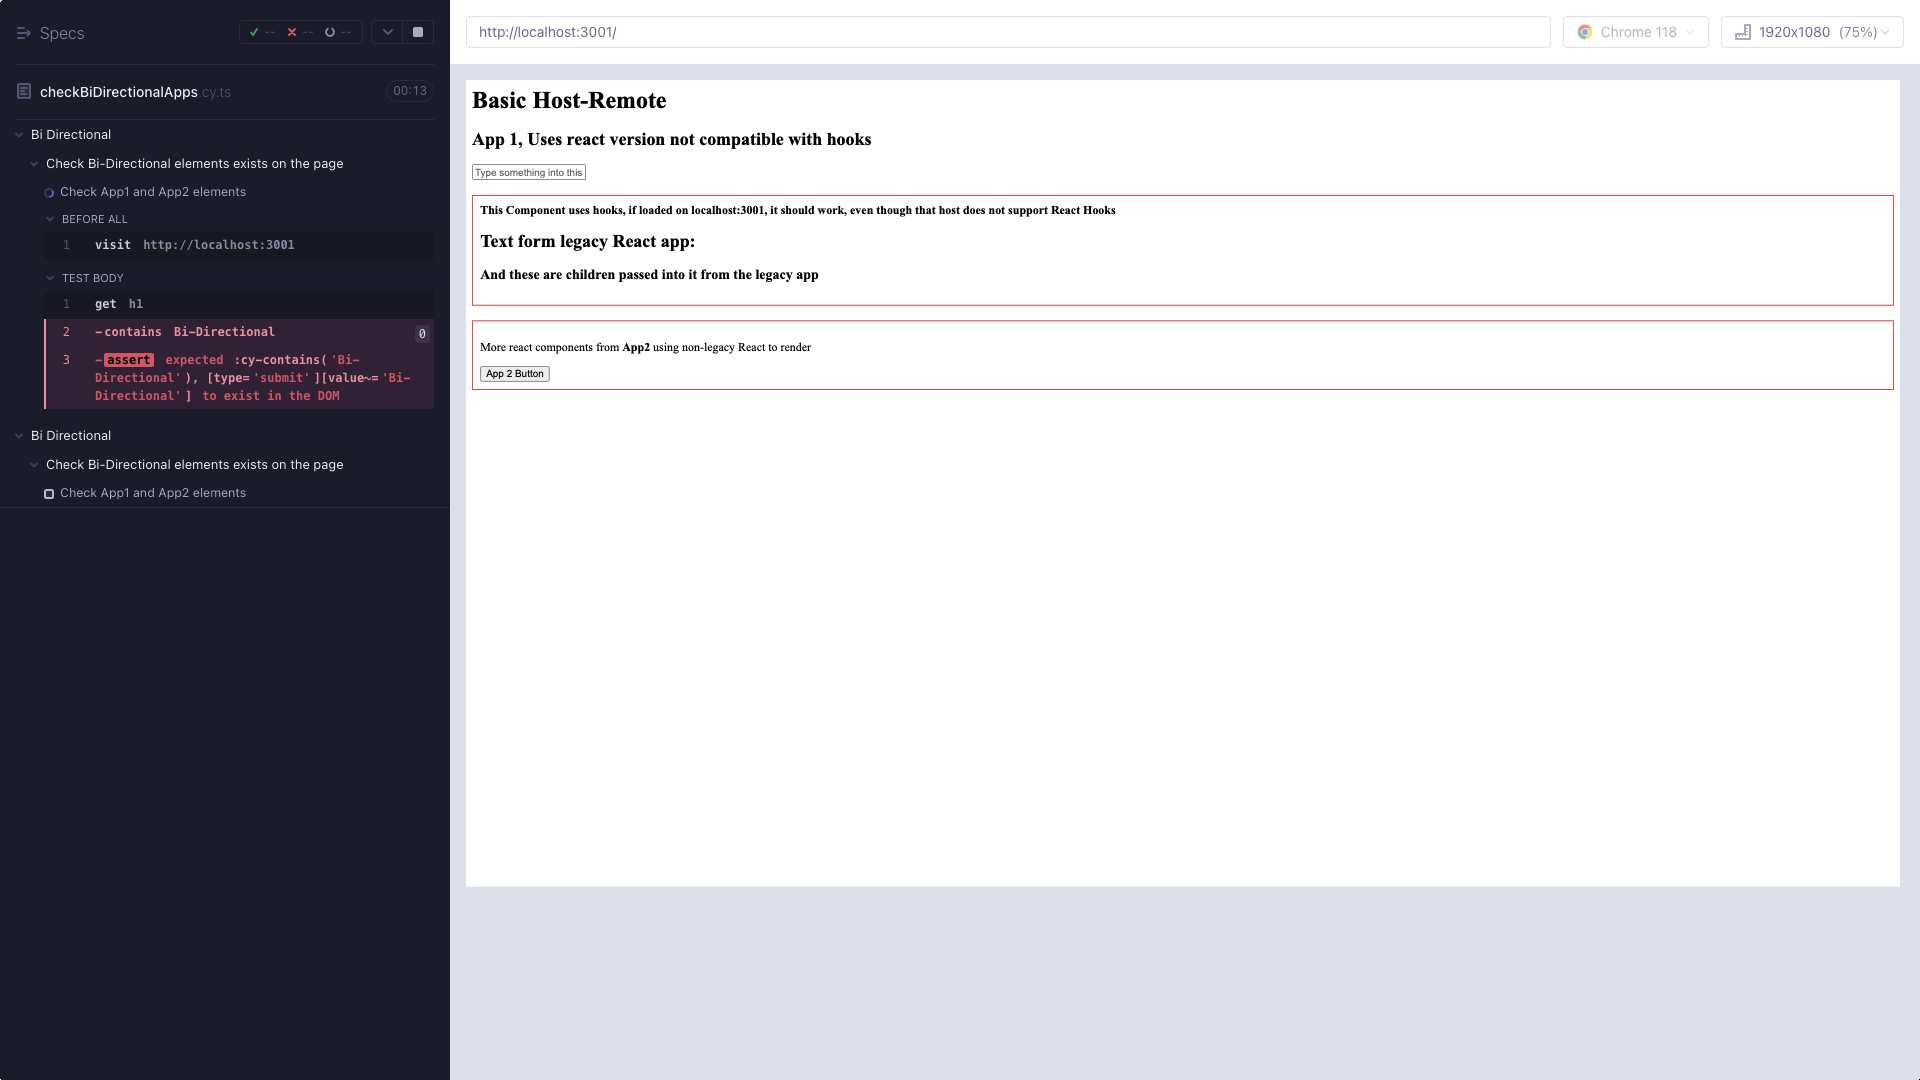 Specs
-- -- --
checkBiDirectionalApps.cy.ts 00:13
Bi Directional
Check Bi-Directional elements exists on the page
Check App1 and App2 elements
BEFORE ALL
1 visit http://localhost:3001
TEST BODY
1 get h1
2 -contains Bi-Directional 0
3 -assert expected :cy-contains('Bi-
Directional'), [type='submit'][value~='Bi-
Directional'] to exist in the DOM
Bi Directional
Check Bi-Directional elements exists on the page
Check App1 and App2 elements
http://localhost:3001/
Chrome 118
1920x1080 (75%)
Basic Host-Remote
App 1, Uses react version not compatible with hooks
Type something into this
This Component uses hooks, if loaded on localhost:3001, it should work, even though that host does not support React Hooks
Text form legacy React app:
And these are children passed into it from the legacy app
More react components from App2 using non-legacy React to render
App 2 Button